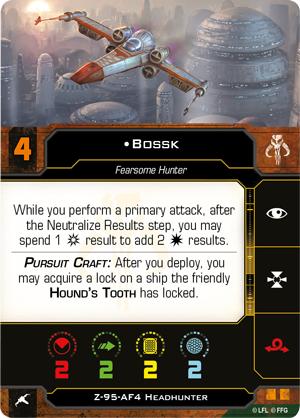 •Bossk
4
Fearsome Hunter
While you perform a primary attack, after
the Neutralize Results step, you may
spend 1 result to add 2 results.
Pursuit Craft: After you deploy, you
may acquire a lock on a ship the friendly
Hound's Tooth has locked.
2 2 2 2
Z-95-AF4 Headhunter
©LFL ©FFG